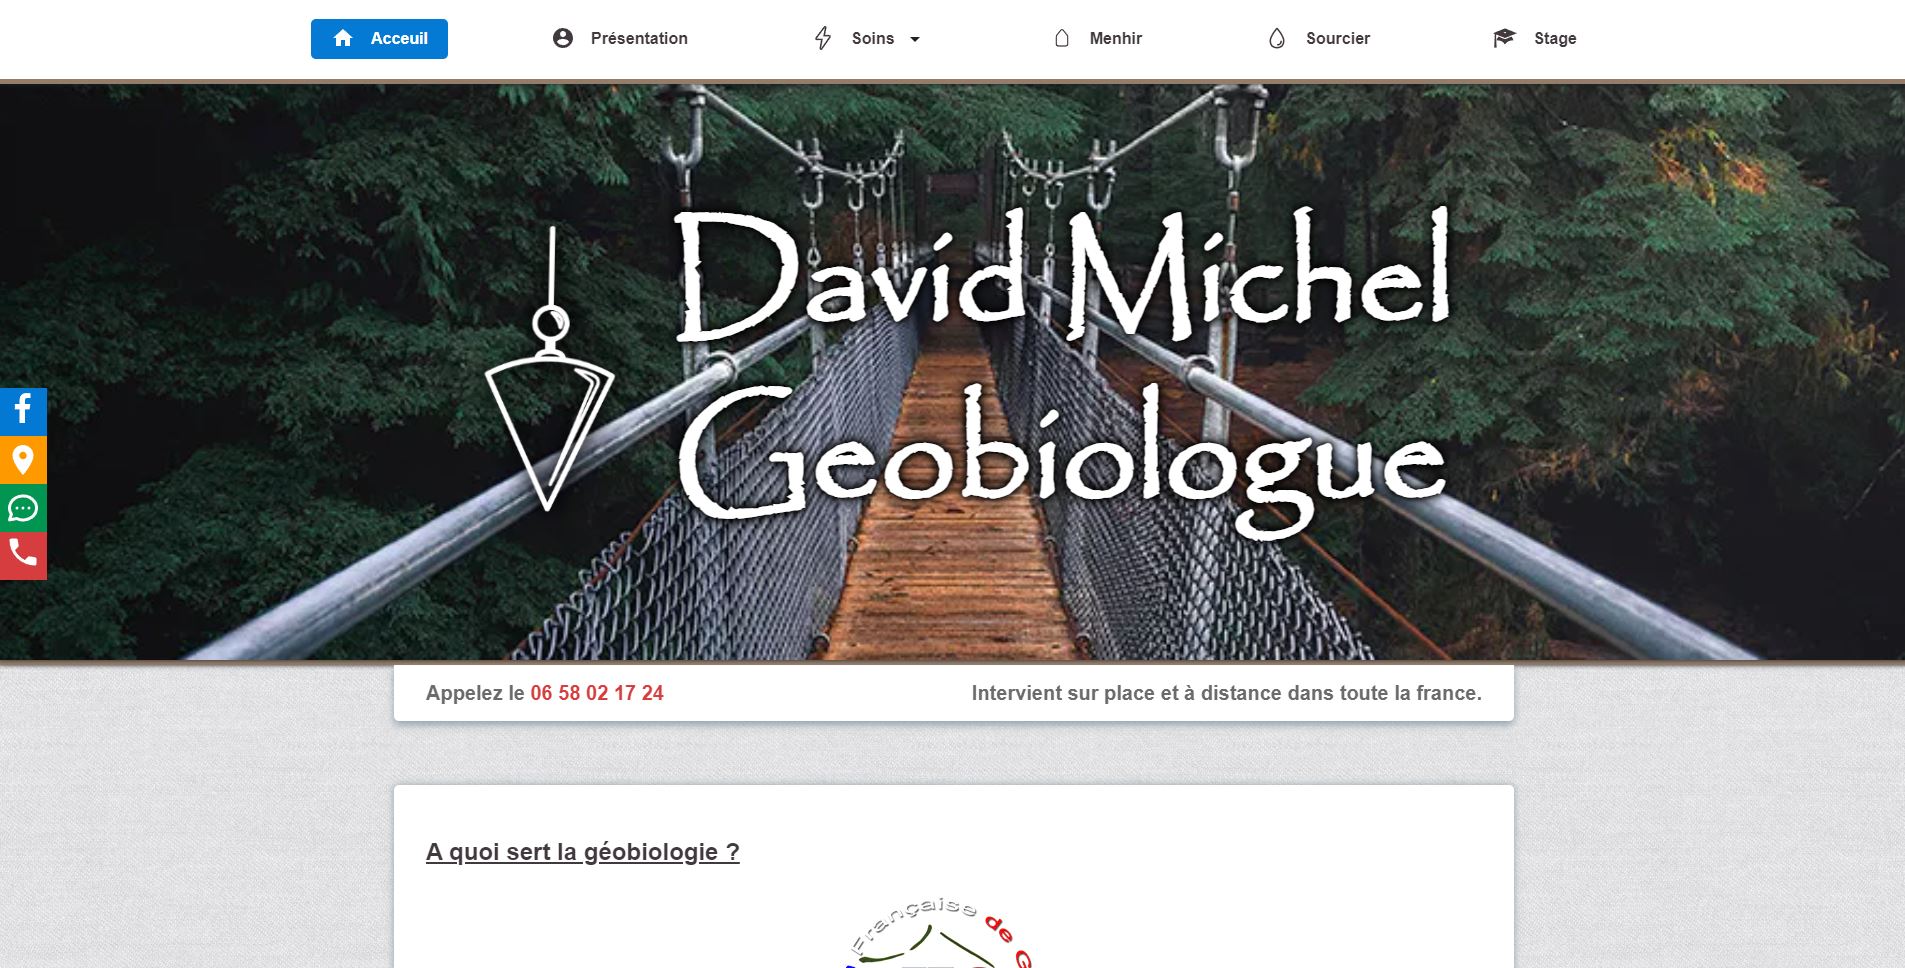 Acceuil
Présentation
Soins
Menhir
Sourcier
Stage
David Michel
Geobiologue
Appelez le 06 58 02 17 24
Intervient sur place et à distance dans toute la france.
A quoi sert la géobiologie ?
Française de G